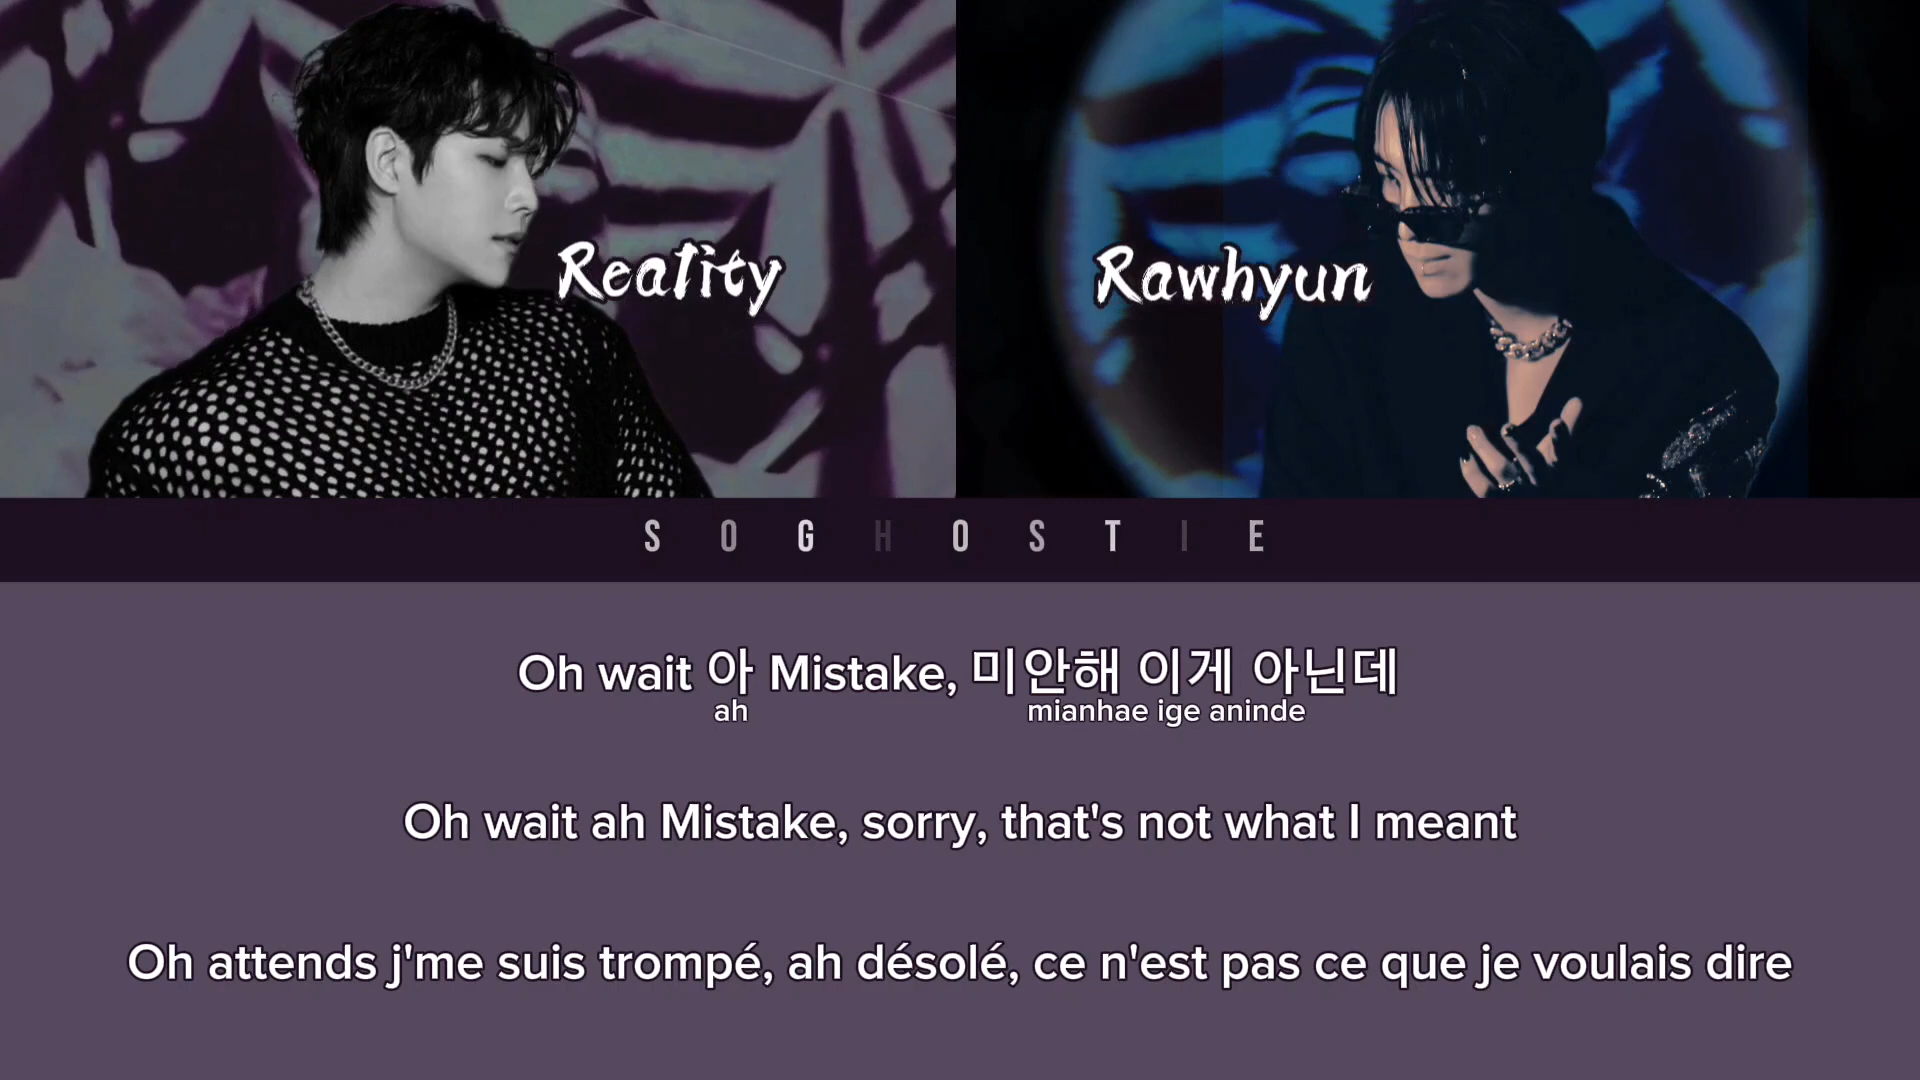 Reality
Rawhyun
SOGHOSTIE
Oh wait 아 Mistake, 미안해 이게 아닌데
ah mianhae ige aninde
Oh wait ah Mistake, sorry, that's not what I meant
Oh attends j'me suis trompé, ah désolé, ce n'est pas ce que je voulais dire